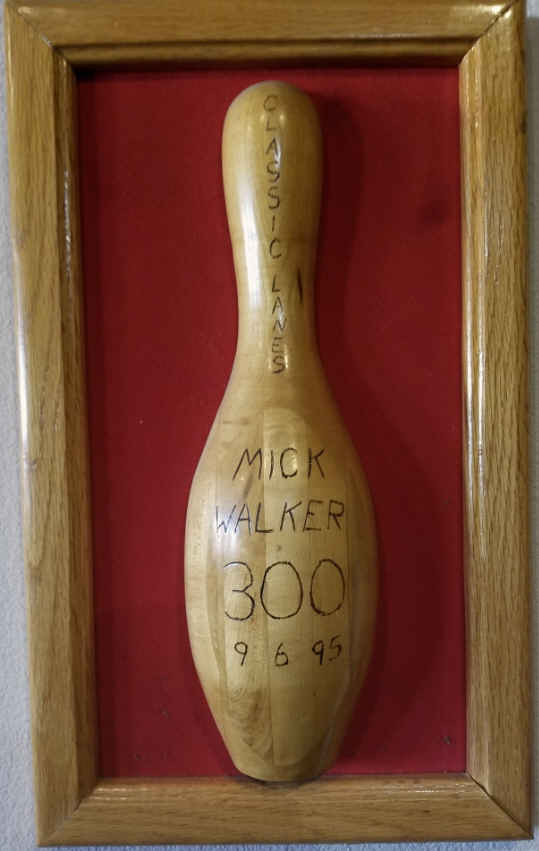 CLASSIC LANES
MICK
WALKER
300
9 6 95